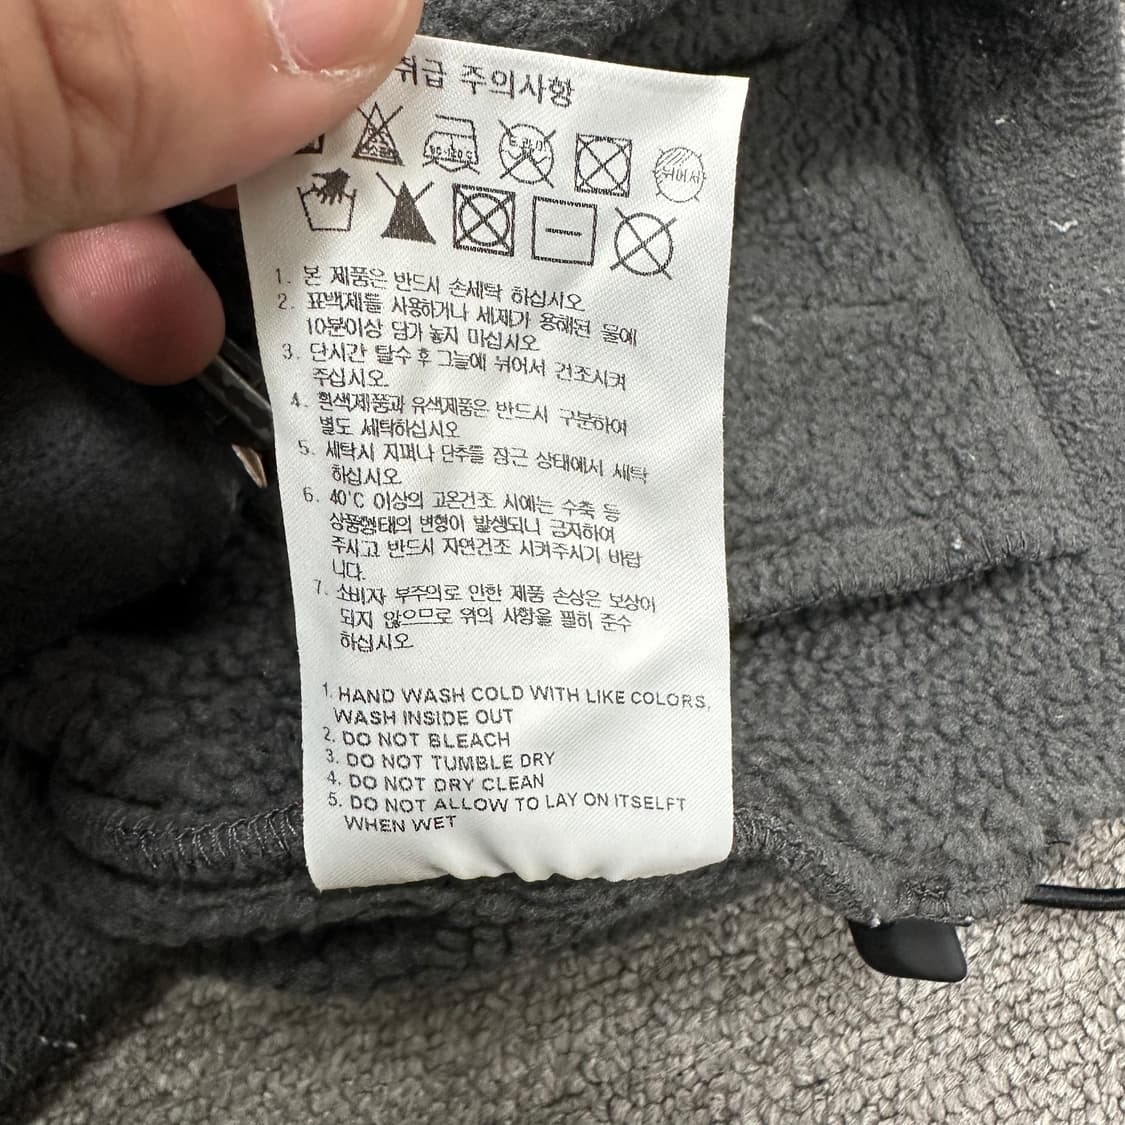 취급 주의사항
염소표백
80~120℃
드라이
뉘어서
1. 본 제품은 반드시 손세탁 하십시오
2. 표백제를 사용하거나 세제가 용해된 물에
10분이상 담가 놓지 마십시오
3. 단시간 탈수 후 그늘에 뉘어서 건조시켜
주십시오.
4. 흰색제품과 유색제품은 반드시 구분하여
별도 세탁하십시오
5. 세탁시 지퍼나 단추를 잠근 상태에서 세탁
하십시오.
6. 40℃ 이상의 고온건조 시에는 수축 등
상품형태의 변형이 발생되니 금지하여
주시고 반드시 자연건조 시켜주시기 바랍
니다.
7. 소비자 부주의로 인한 제품 손상은 보상이
되지 않으므로 위의 사항을 필히 준수
하십시오
1. HAND WASH COLD WITH LIKE COLORS,
WASH INSIDE OUT
2. DO NOT BLEACH
3. DO NOT TUMBLE DRY
4. DO NOT DRY CLEAN
5. DO NOT ALLOW TO LAY ON ITSELFT
WHEN WET